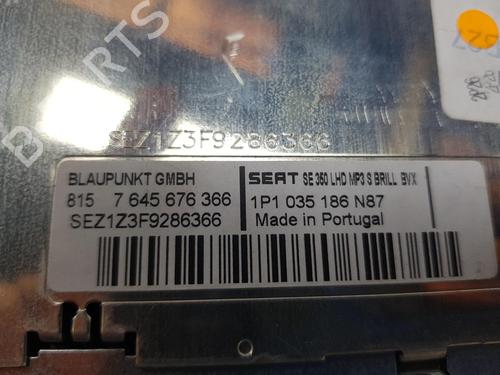 SEZ1Z3F9286366
BLAUPUNKT GMBH
815 7 645 676 366
SEZ1Z3F9286366
SEAT SE 350 LHD MP3 S BRILL BVX
1P1 035 186 N87
Made in Portugal
PARTS